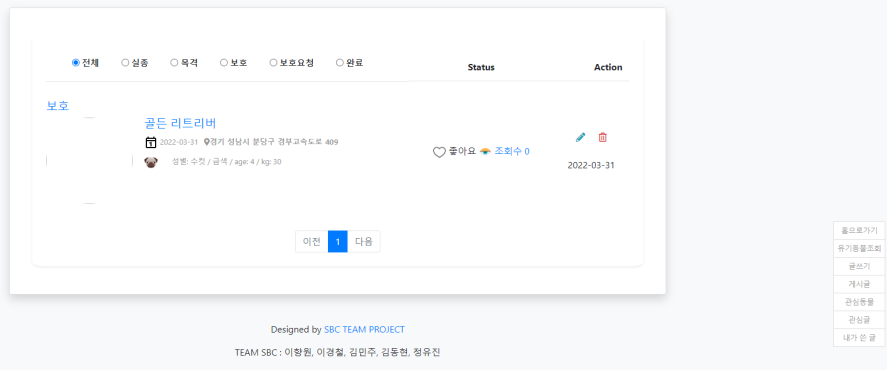 전체 실종 목격 보호 보호요청 완료 Status Action
보호
골든 리트리버
2022-03-31 경기 성남시 분당구 경부고속도로 409
성별: 수컷 / 금색 / age: 4 / kg: 30
좋아요 조회수 0
2022-03-31
이전 1 다음
홈으로가기
유기동물조회
글쓰기
게시글
관심동물
관심글
내가 쓴 글
Designed by SBC TEAM PROJECT
TEAM SBC : 이향원, 이경철, 김민주, 김동현, 정유진